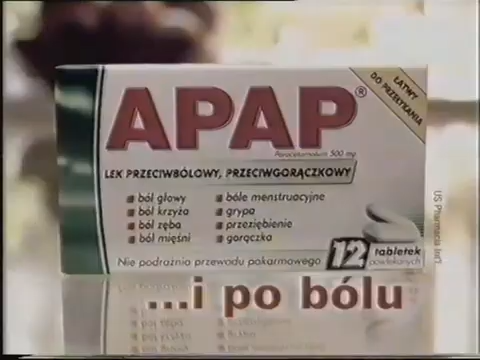 APAP®
ŁATWY
DO PRZEŁYKANIA
Paracetamolum 500 mg
LEK PRZECIWBÓLOWY, PRZECIWGORĄCZKOWY
ból głowy
ból krzyża
ból zęba
ból mięśni
bóle menstruacyjne
grypa
przeziębienie
gorączka
Nie podrażnia przewodu pokarmowego
12 tabletek
powlekanych
US Pharmacia Int'l
...i po bólu